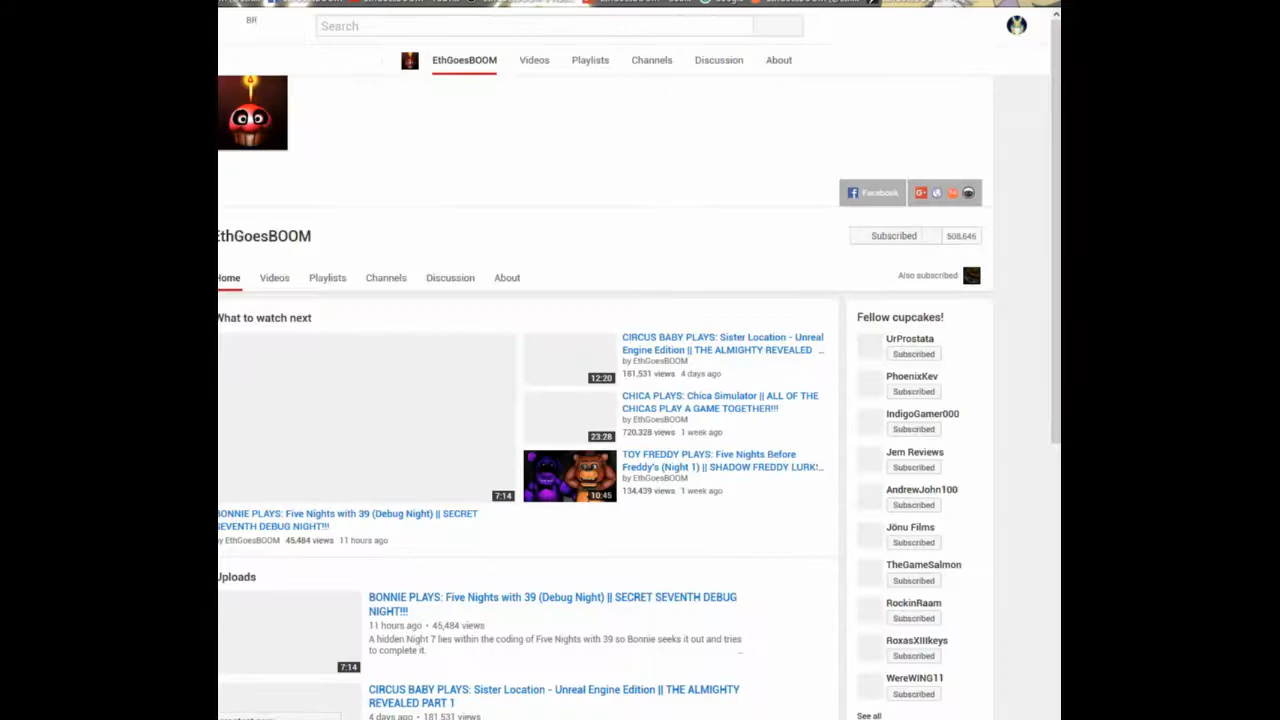 BR
Search
EthGoesBOOM Videos Playlists Channels Discussion About
Facebook
EthGoesBOOM
Subscribed 508,646
Home Videos Playlists Channels Discussion About
Also subscribed
What to watch next
7:14
BONNIE PLAYS: Five Nights with 39 (Debug Night) || SECRET
SEVENTH DEBUG NIGHT!!!
by EthGoesBOOM 45,484 views 11 hours ago
12:20
CIRCUS BABY PLAYS: Sister Location - Unreal
Engine Edition || THE ALMIGHTY REVEALED ...
by EthGoesBOOM
181,531 views 4 days ago
23:28
CHICA PLAYS: Chica Simulator || ALL OF THE
CHICAS PLAY A GAME TOGETHER!!!
by EthGoesBOOM
720,328 views 1 week ago
10:45
TOY FREDDY PLAYS: Five Nights Before
Freddy's (Night 1) || SHADOW FREDDY LURK!...
by EthGoesBOOM
134,439 views 1 week ago
Uploads
7:14
BONNIE PLAYS: Five Nights with 39 (Debug Night) || SECRET SEVENTH DEBUG
NIGHT!!!
11 hours ago • 45,484 views
A hidden Night 7 lies within the coding of Five Nights with 39 so Bonnie seeks it out and tries
to complete it.
CIRCUS BABY PLAYS: Sister Location - Unreal Engine Edition || THE ALMIGHTY
REVEALED PART 1
4 days ago • 181,531 views
Fellow cupcakes!
UrProstata
Subscribed
PhoenixKev
Subscribed
IndigoGamer000
Subscribed
Jem Reviews
Subscribed
AndrewJohn100
Subscribed
Jönu Films
Subscribed
TheGameSalmon
Subscribed
RockinRaam
Subscribed
RoxasXIIIkeys
Subscribed
WereWING11
Subscribed
See all